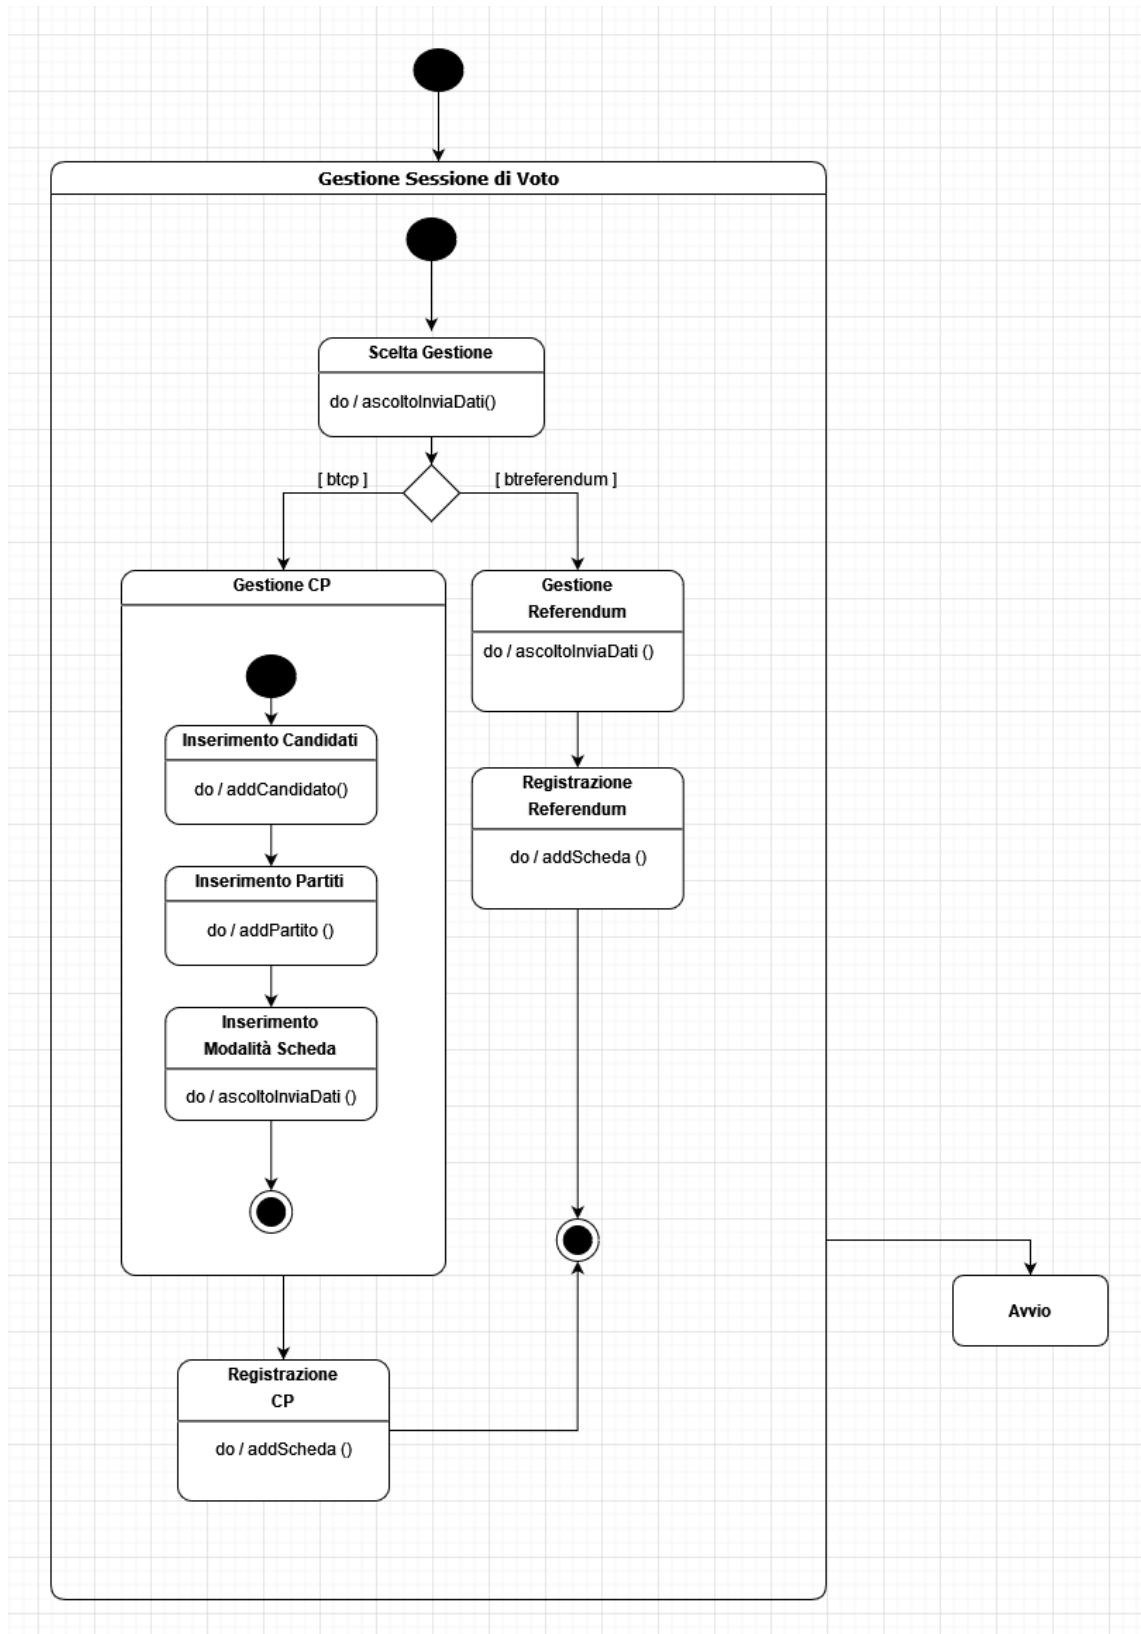 Gestione Sessione di Voto
Scelta Gestione
do / ascoltoInviaDati()
[ btcp ]
[ btreferendum ]
Gestione CP
Inserimento Candidati
do / addCandidato()
Inserimento Partiti
do / addPartito ()
Inserimento
Modalità Scheda
do / ascoltoInviaDati ()
Gestione
Referendum
do / ascoltoInviaDati ()
Registrazione
Referendum
do / addScheda ()
Registrazione
CP
do / addScheda ()
Avvio